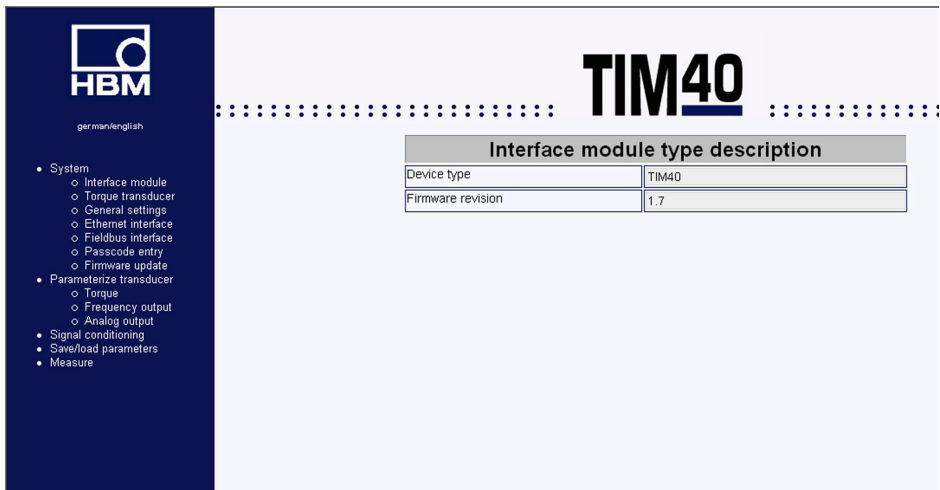 HBM
german/english
System
Interface module
Torque transducer
General settings
Ethernet interface
Fieldbus interface
Passcode entry
Firmware update
Parameterize transducer
Torque
Frequency output
Analog output
Signal conditioning
Save/load parameters
Measure
TIM40
Interface module type description
Device type TIM40
Firmware revision 1.7